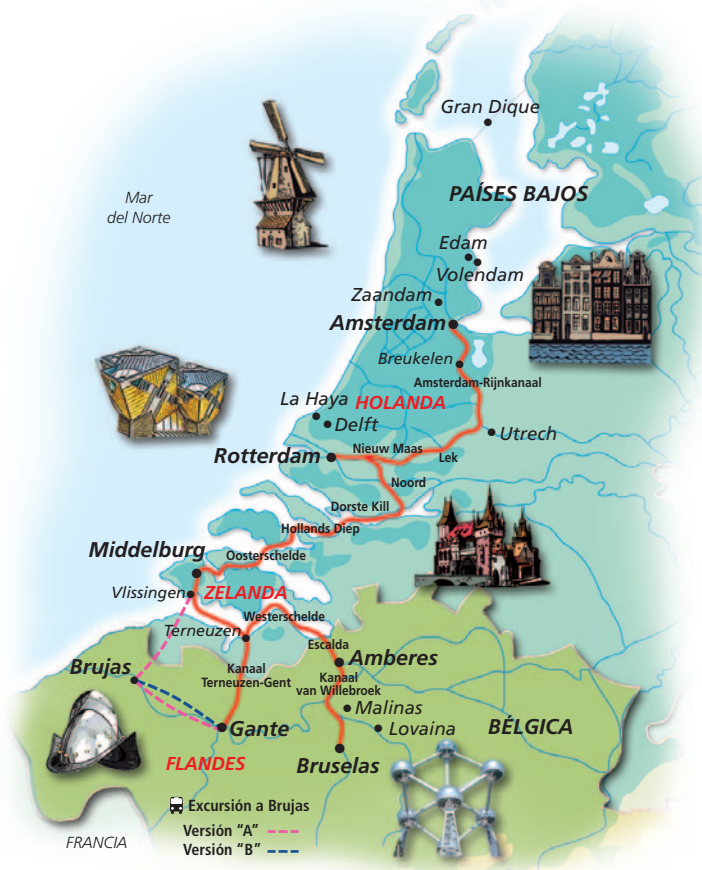 Gran Dique
Mar
del Norte
PAÍSES BAJOS
Edam
Volendam
Zaandam
Amsterdam
Breukelen
Amsterdam-Rijnkanaal
La Haya
HOLANDA
Delft
Utrech
Rotterdam
Nieuw Maas
Lek
Noord
Dorste Kill
Hollands Diep
Middelburg
Oosterschelde
Vlissingen
ZELANDA
Westerschelde
Terneuzen
Escalda
Brujas
Amberes
Kanaal
Terneuzen-Gent
Kanaal
van Willebroek
Malinas
Gante
Lovaina
BÉLGICA
FLANDES
Bruselas
Excursión a Brujas
Versión "A"
Versión "B"
FRANCIA